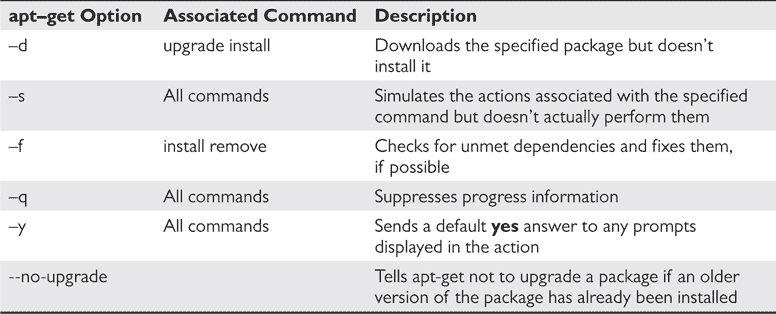 apt–get Option Associated Command Description
–d upgrade install Downloads the specified package but doesn’t
install it
–s All commands Simulates the actions associated with the specified
command but doesn’t actually perform them
–f install remove Checks for unmet dependencies and fixes them,
if possible
–q All commands Suppresses progress information
–y All commands Sends a default yes answer to any prompts
displayed in the action
--no-upgrade Tells apt-get not to upgrade a package if an older
version of the package has already been installed